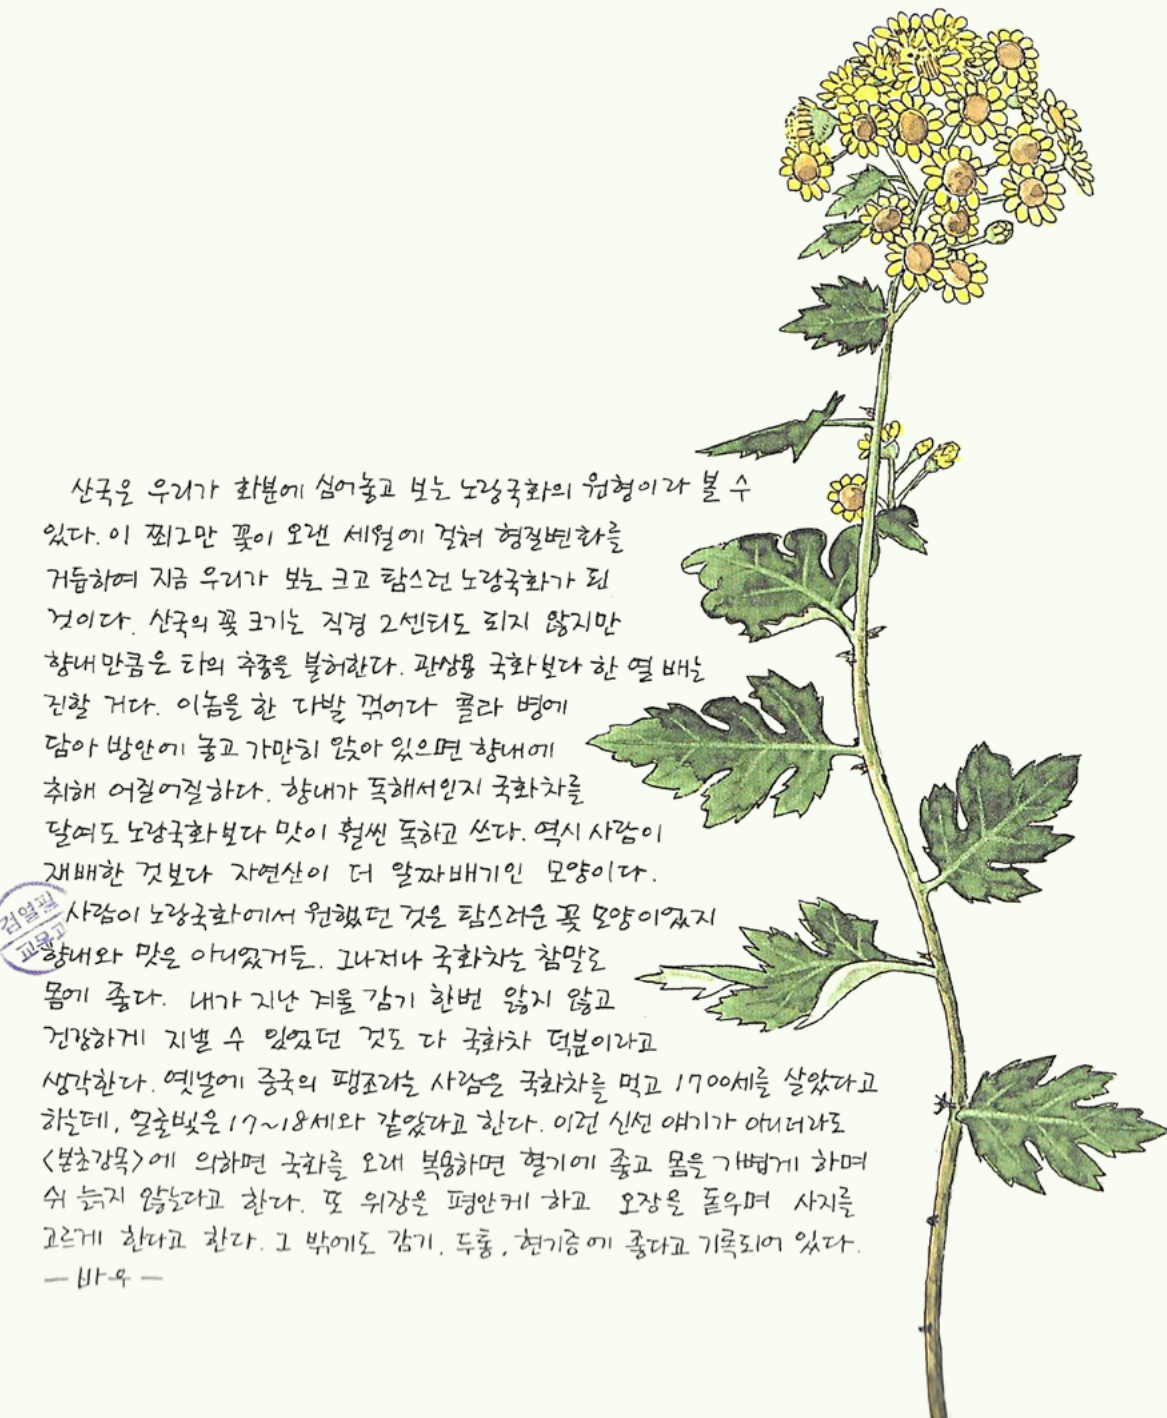 산국은 우리가 화분에 심어놓고 보는 노랑국화의 원형이라 볼 수
있다. 이 쬐그만 꽃이 오랜 세월에 걸쳐 형질변화를
거듭하여 지금 우리가 보는 크고 탐스런 노랑국화가 된
것이다. 산국의 꽃 크기는 직경 2센티도 되지 않지만
향내만큼은 타의 추종을 불허한다. 관상용 국화보다 한 열 배는
진할 거다. 이놈을 한 다발 꺾어다 콜라 병에
담아 방안에 놓고 가만히 앉아 있으면 향내에
취해 어질어질하다. 향내가 독해서인지 국화차를
달여도 노랑국화보다 맛이 훨씬 독하고 쓰다. 역시 사람이
재배한 것보다 자연산이 더 알짜배기인 모양이다.
사람이 노랑국화에서 원했던 것은 탐스러운 꽃 모양이었지
향내와 맛은 아니었거든. 그나저나 국화차는 참말로
몸에 좋다. 내가 지난 겨울 감기 한번 앓지 않고
건강하게 지낼 수 있었던 것도 다 국화차 덕분이라고
생각한다. 옛날에 중국의 팽조라는 사람은 국화차를 먹고 1700세를 살았다고
하는데, 얼굴빛은 17~18세와 같았다고 한다. 이런 신선 얘기가 아니더라도
<본초강목>에 의하면 국화를 오래 복용하면 혈기에 좋고 몸을 가볍게 하며
쉬 늙지 않는다고 한다. 또 위장을 평안케 하고 오장을 돋우며 사지를
고르게 한다고 한다. 그 밖에도 감기, 두통, 현기증에 좋다고 기록되어 있다.
— 바우 —
검열필
교무과